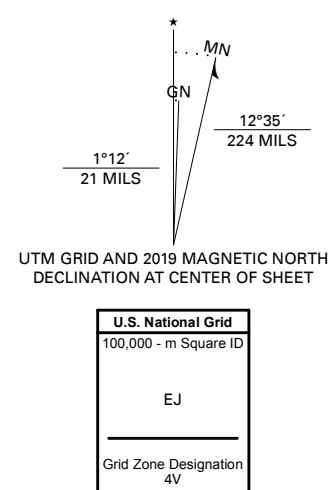 ★
MN
GN
12°35´
224 MILS
1°12´
21 MILS
UTM GRID AND 2019 MAGNETIC NORTH
DECLINATION AT CENTER OF SHEET
U.S. National Grid
100,000 - m Square ID
EJ
Grid Zone Designation
4V